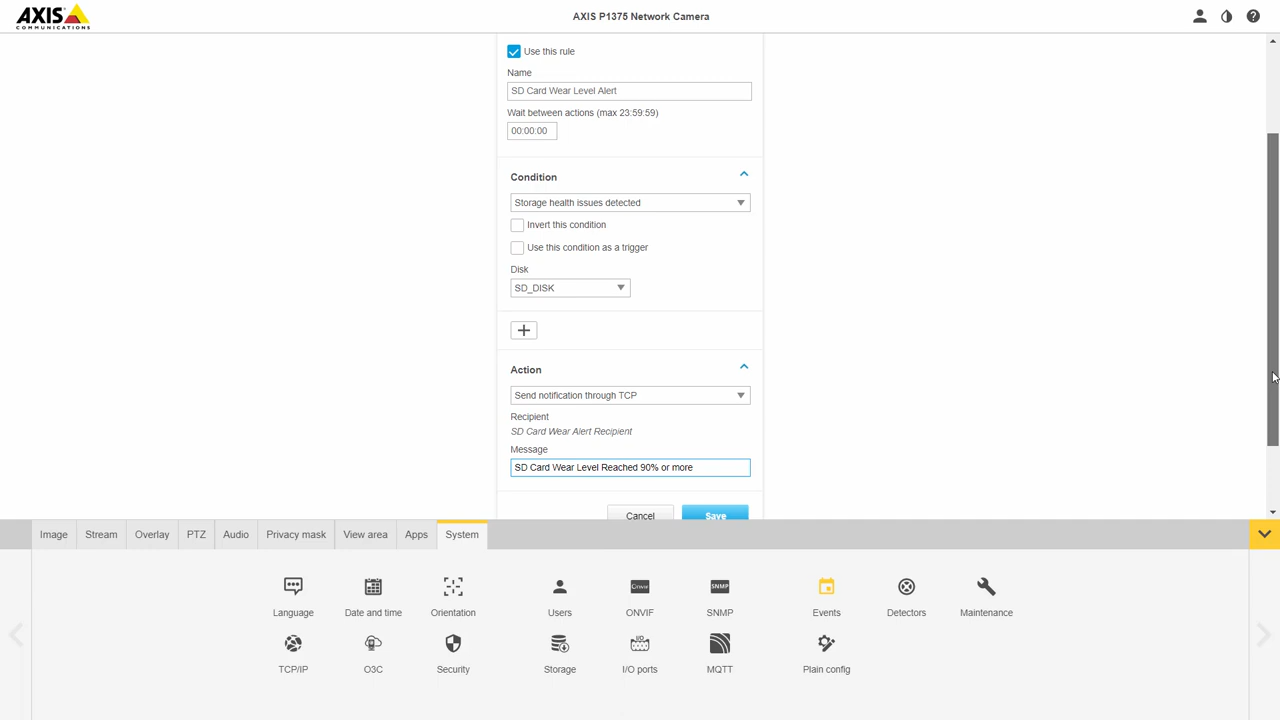 AXIS
COMMUNICATIONS
AXIS P1375 Network Camera
Use this rule
Name
SD Card Wear Level Alert
Wait between actions (max 23:59:59)
00:00:00
Condition
Storage health issues detected
Invert this condition
Use this condition as a trigger
Disk
SD_DISK
Action
Send notification through TCP
Recipient
SD Card Wear Alert Recipient
Message
SD Card Wear Level Reached 90% or more
Cancel Save
Image Stream Overlay PTZ Audio Privacy mask View area Apps System
Language Date and time Orientation Users ONVIF SNMP Events Detectors Maintenance
TCP/IP O3C Security Storage I/O ports MQTT Plain config